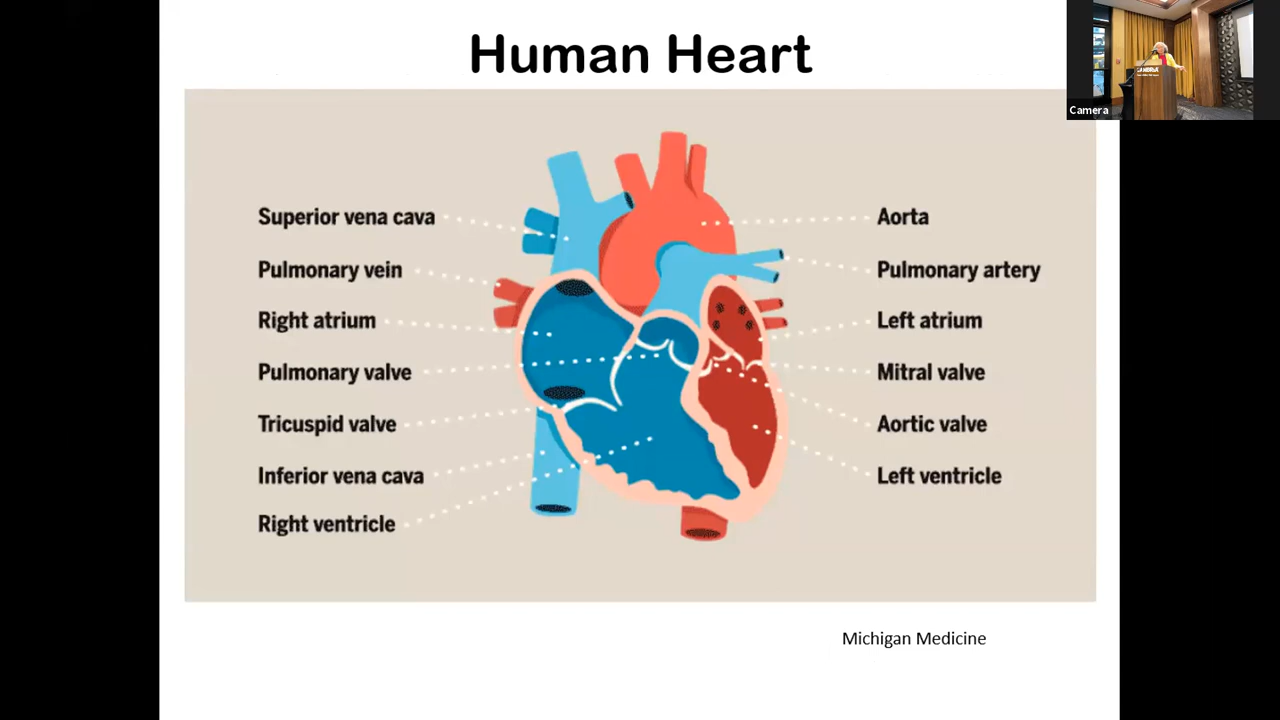 Human Heart
Camera
Superior vena cava
Pulmonary vein
Right atrium
Pulmonary valve
Tricuspid valve
Inferior vena cava
Right ventricle
Aorta
Pulmonary artery
Left atrium
Mitral valve
Aortic valve
Left ventricle
Michigan Medicine